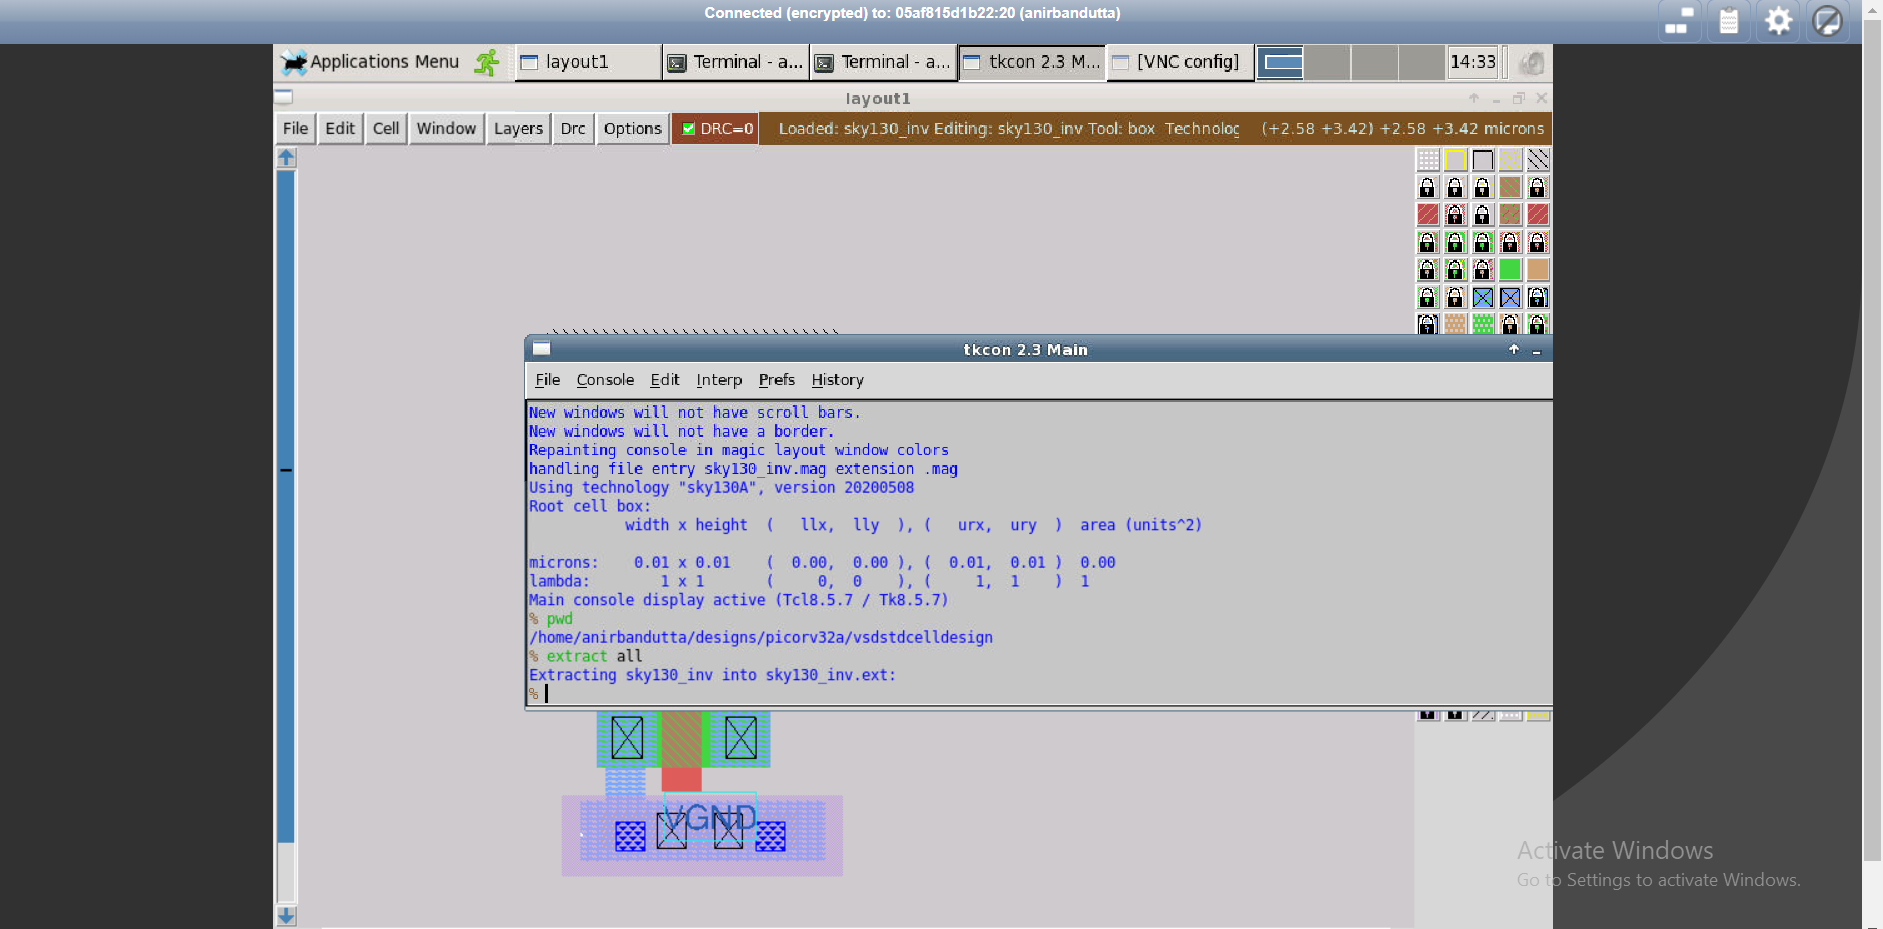 Connected (encrypted) to: 05af815d1b22:20 (anirbandutta)
Applications Menu layout1 Terminal - a... Terminal - a... tkcon 2.3 M... [VNC config] 14:33
layout1
File Edit Cell Window Layers Drc Options DRC=0 Loaded: sky130_inv Editing: sky130_inv Tool: box Technolog (+2.58 +3.42) +2.58 +3.42 microns
tkcon 2.3 Main
File Console Edit Interp Prefs History
New windows will not have scroll bars.
New windows will not have a border.
Repainting console in magic layout window colors
handling file entry sky130_inv.mag extension .mag
Using technology "sky130A", version 20200508
Root cell box:
width x height ( llx, lly ), ( urx, ury ) area (units^2)
microns: 0.01 x 0.01 ( 0.00, 0.00 ), ( 0.01, 0.01 ) 0.00
lambda: 1 x 1 ( 0, 0 ), ( 1, 1 ) 1
Main console display active (Tcl8.5.7 / Tk8.5.7)
% pwd
/home/anirbandutta/designs/picorv32a/vsdstdcelldesign
% extract all
Extracting sky130_inv into sky130_inv.ext:
%
VGND
Activate Windows
Go to Settings to activate Windows.